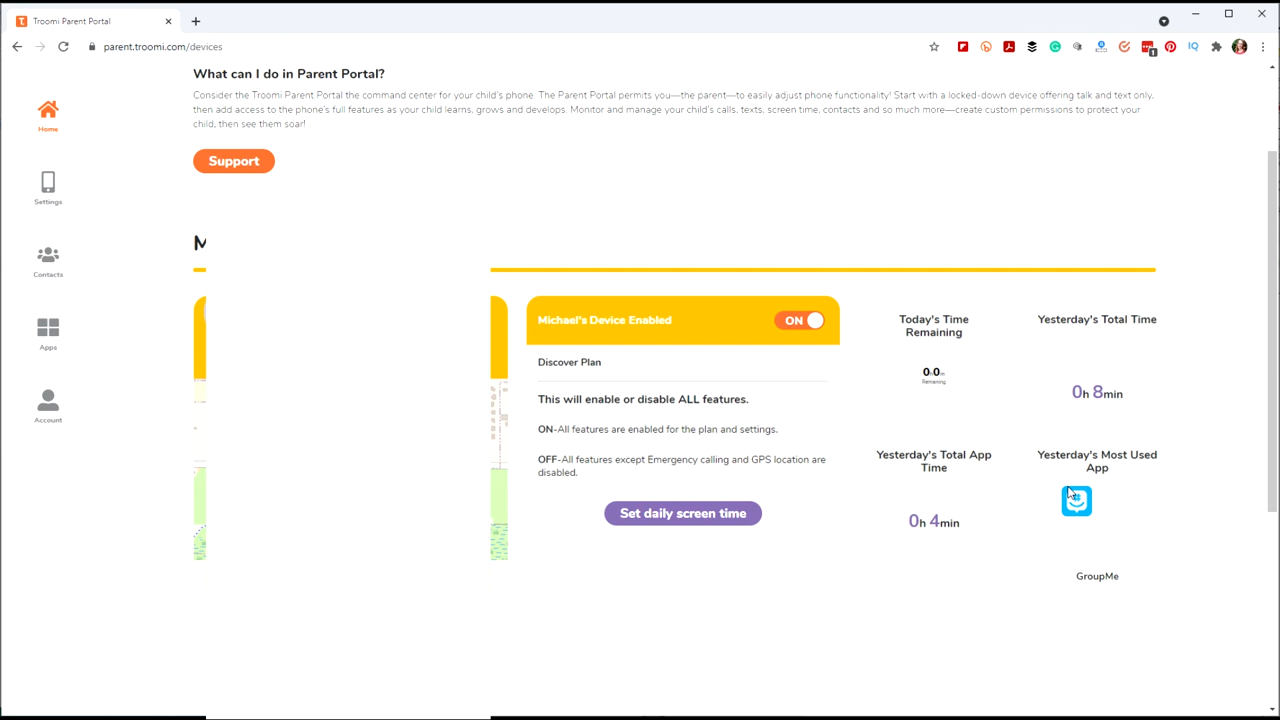 Troomi Parent Portal
parent.troomi.com/devices
What can I do in Parent Portal?
Consider the Troomi Parent Portal the command center for your child's phone. The Parent Portal permits you—the parent—to easily adjust phone functionality! Start with a locked-down device offering talk and text only,
then add access to the phone's full features as your child learns, grows and develops. Monitor and manage your child's calls, texts, screen time, contacts and so much more—create custom permissions to protect your
child, then see them soar!
Support
Home
Settings
Contacts
Apps
Account
Michael's Device Enabled
ON
Discover Plan
This will enable or disable ALL features.
ON-All features are enabled for the plan and settings.
OFF-All features except Emergency calling and GPS location are
disabled.
Set daily screen time
Today's Time
Remaining
Remaining
Yesterday's Total Time
0h 8min
Yesterday's Total App
Time
0h 4min
Yesterday's Most Used
App
GroupMe